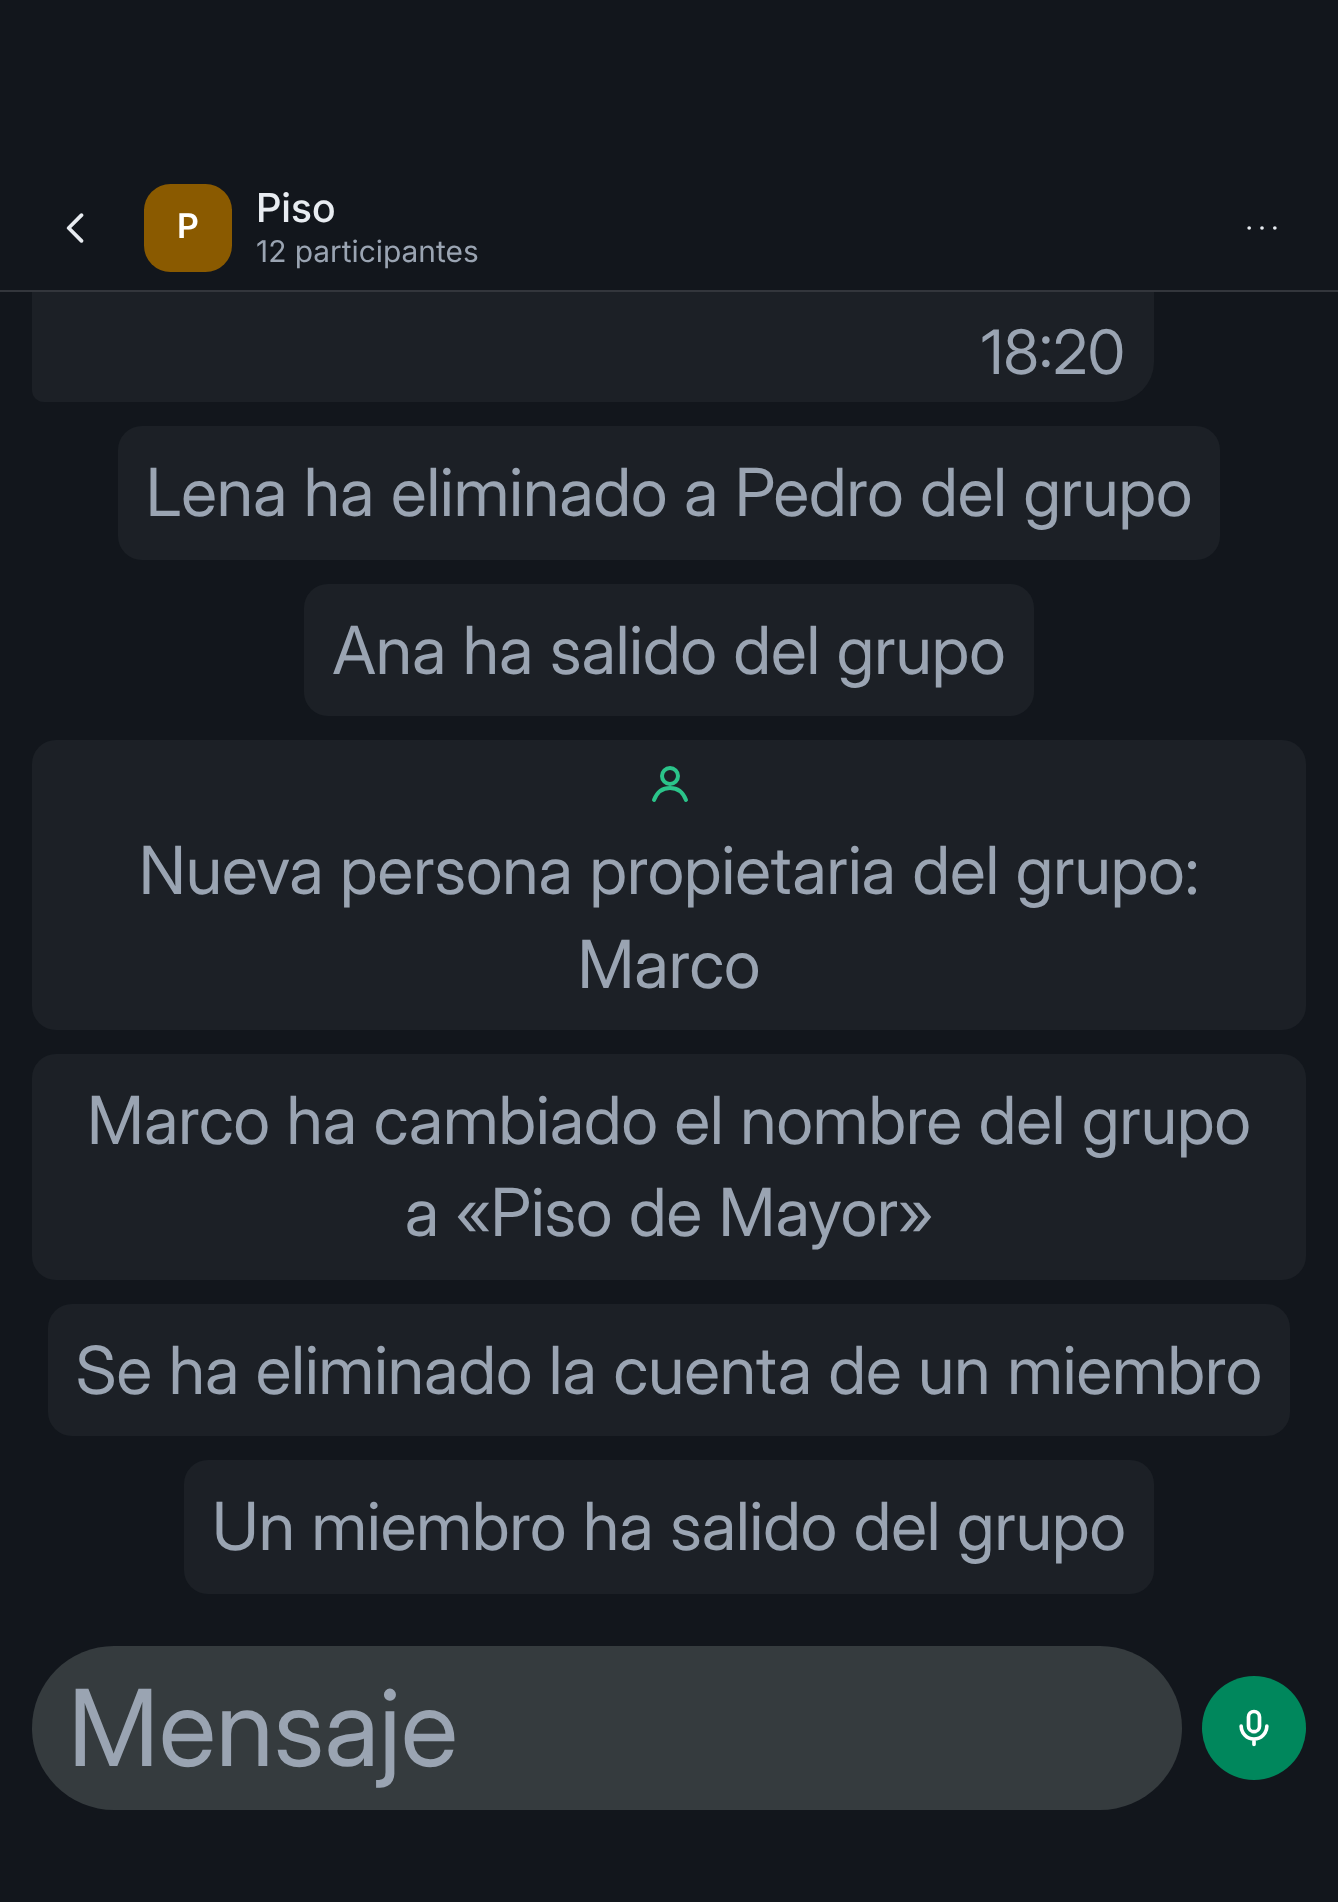 P
Piso
12 participantes
18:20
Lena ha eliminado a Pedro del grupo
Ana ha salido del grupo
Nueva persona propietaria del grupo:
Marco
Marco ha cambiado el nombre del grupo
a «Piso de Mayor»
Se ha eliminado la cuenta de un miembro
Un miembro ha salido del grupo
Mensaje